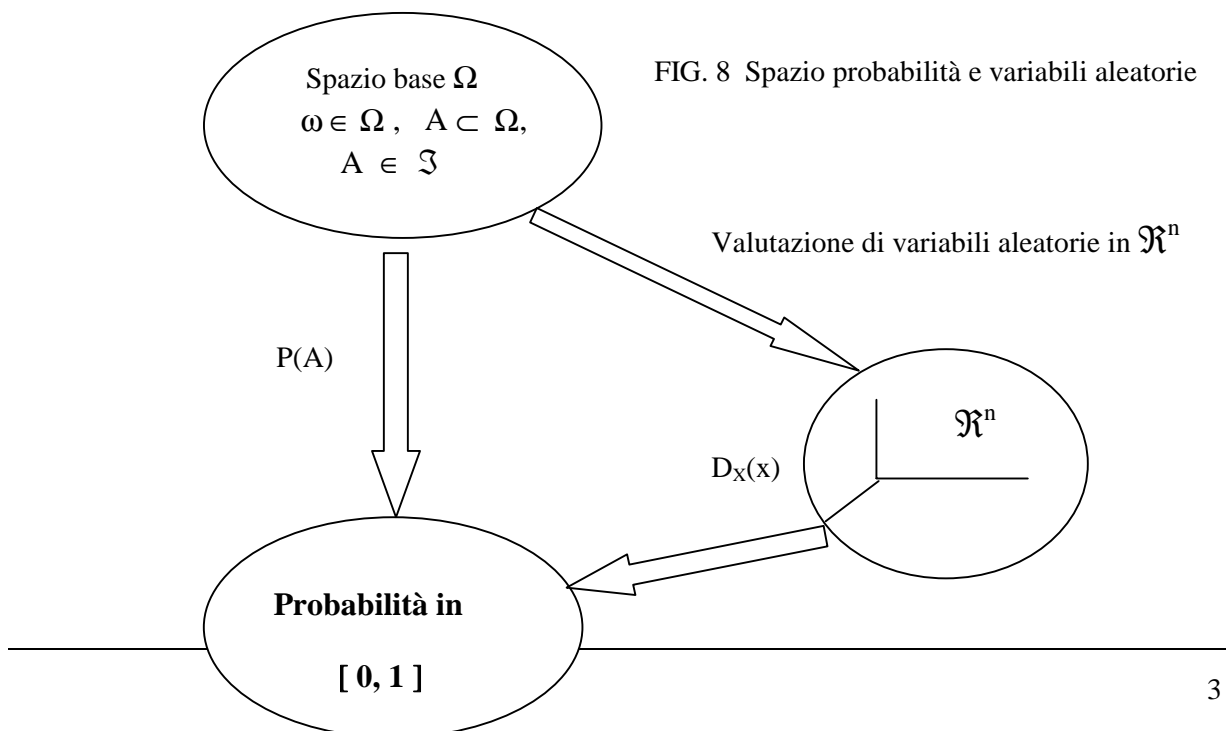 Spazio base Ω
ω ∈ Ω , A ⊂ Ω,
A ∈ ℑ
FIG. 8 Spazio probabilità e variabili aleatorie
Valutazione di variabili aleatorie in ℜⁿ
P(A)
ℜⁿ
D_X(x)
Probabilità in
[ 0, 1 ]
3